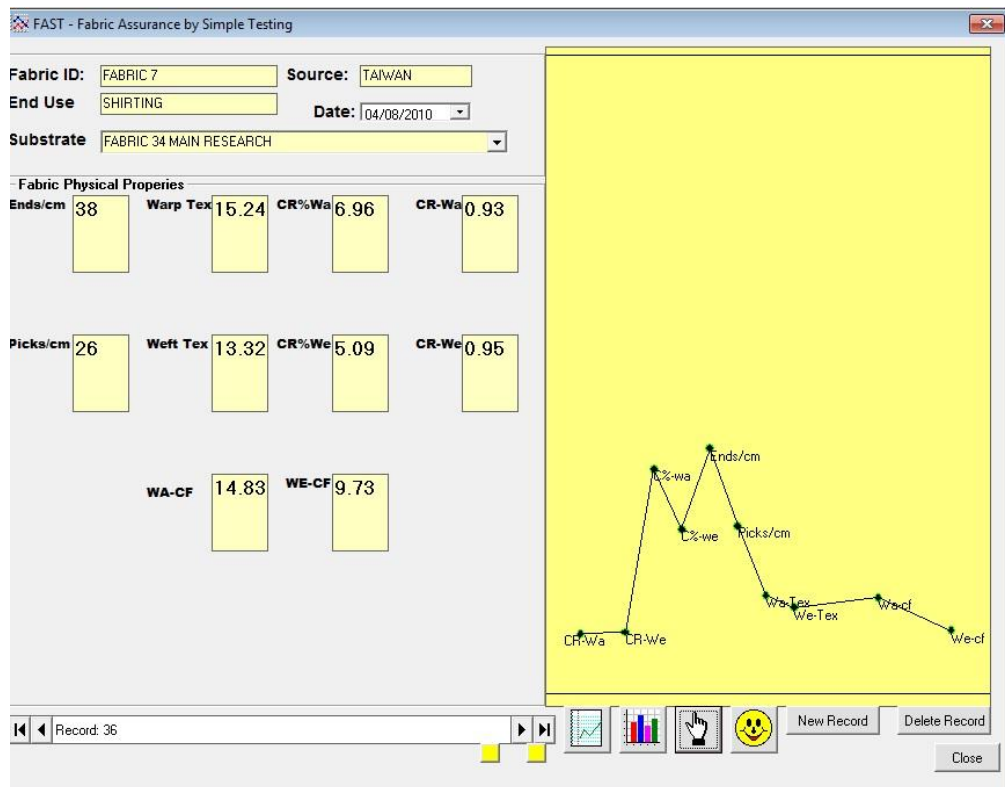 FAST - Fabric Assurance by Simple Testing
Fabric ID: FABRIC 7 Source: TAIWAN
End Use SHIRTING Date: 04/08/2010
Substrate FABRIC 34 MAIN RESEARCH
Fabric Physical Properies
Ends/cm 38 Warp Tex 15.24 CR%Wa 6.96 CR-Wa 0.93
Picks/cm 26 Weft Tex 13.32 CR%We 5.09 CR-We 0.95
WA-CF 14.83 WE-CF 9.73
Ends/cm
C%-wa
C%-we
Picks/cm
Wa-Tex
We-Tex
Wa-cf
CR-Wa
CR-We
We-cf
Record: 36
New Record
Delete Record
Close